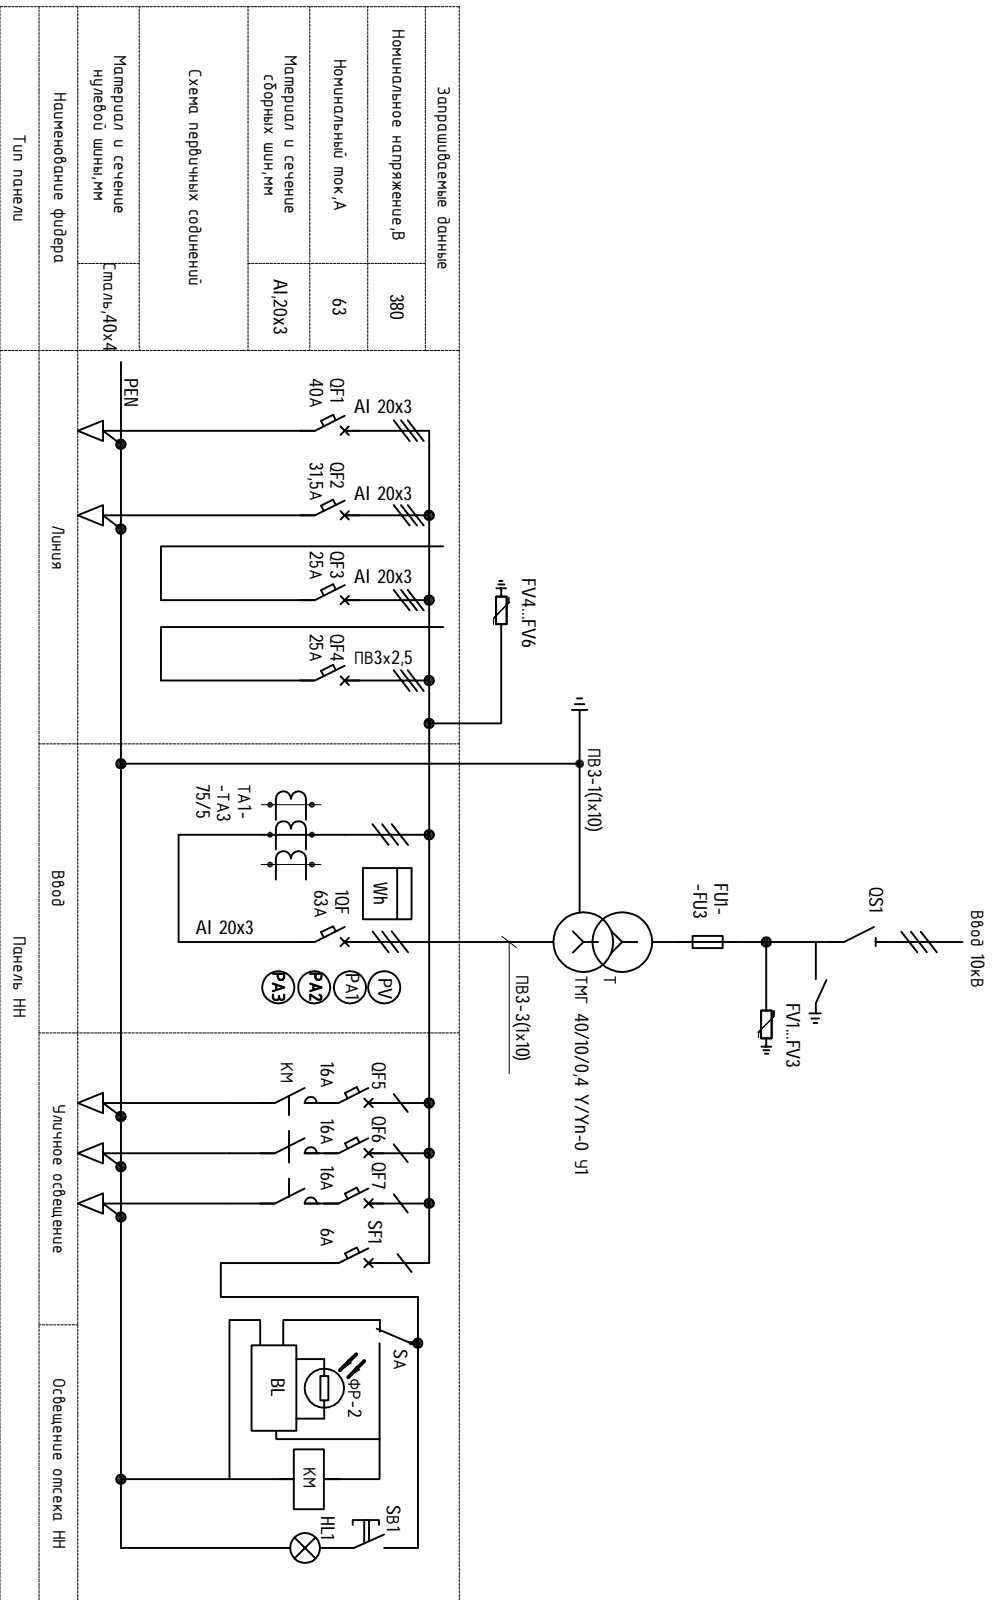 Ввод 10кВ
QS1
FV1...FV3
FU1-
-FU3
Т
ТМГ 40/10/0,4 Y/Yn-0 У1
ПВ3-1(1х10)
ПВ3-3(1х10)
FV4...FV6
Запрашиваемые данные
Номинальное напряжение,В
380
Номинальный ток,А
63
Материал и сечение
сборных шин,мм
Al,20x3
Схема первичных содинений
Материал и сечение
нулевой шины,мм
Сталь,40х4
Наименование фидера
Тип панели
Al 20x3
QF1
40А
Al 20x3
QF2
31,5А
Al 20x3
QF3
25А
ПВ3х2,5
QF4
25А
PEN
TA1-
-TA3
75/5
Wh
1QF
63А
Al 20x3
PV
PA1
PA2
PA3
QF5
16А
КМ
QF6
16А
QF7
16А
SF1
6А
SA
ФР-2
BL
КМ
SB1
HL1
Линия
Ввод
Уличное освещение
Освещение отсека НН
Панель НН